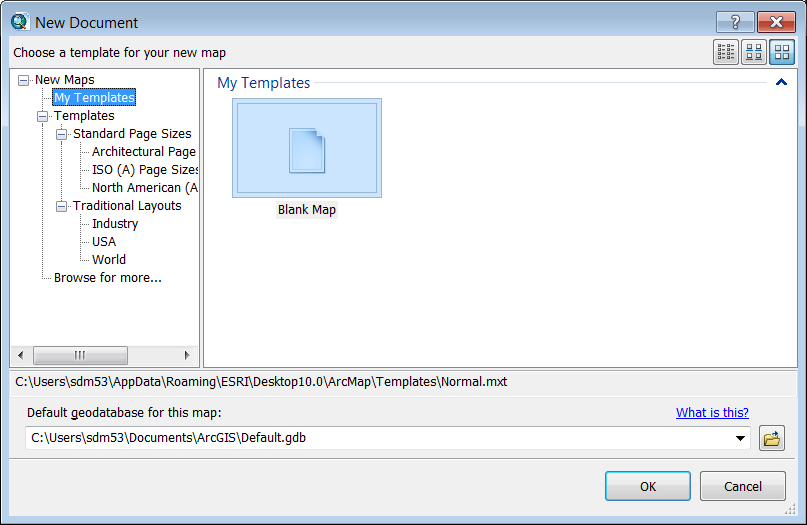 New Document
Choose a template for your new map
New Maps
My Templates
Templates
Standard Page Sizes
Architectural Page
ISO (A) Page Sizes
North American (A
Traditional Layouts
Industry
USA
World
Browse for more...
My Templates
Blank Map
C:\Users\sdm53\AppData\Roaming\ESRI\Desktop10.0\ArcMap\Templates\Normal.mxt
Default geodatabase for this map:
What is this?
C:\Users\sdm53\Documents\ArcGIS\Default.gdb
OK
Cancel